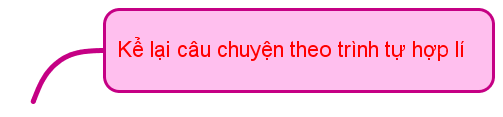 Kể lại câu chuyện theo trình tự hợp lí